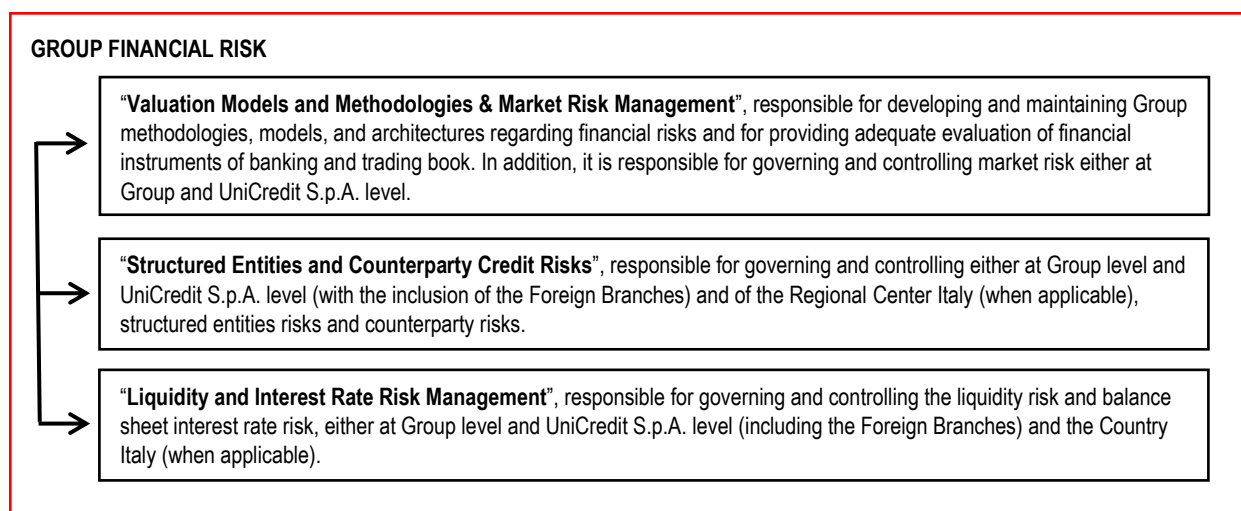 GROUP FINANCIAL RISK
“Valuation Models and Methodologies & Market Risk Management”, responsible for developing and maintaining Group
methodologies, models, and architectures regarding financial risks and for providing adequate evaluation of financial
instruments of banking and trading book. In addition, it is responsible for governing and controlling market risk either at
Group and UniCredit S.p.A. level.
“Structured Entities and Counterparty Credit Risks”, responsible for governing and controlling either at Group level and
UniCredit S.p.A. level (with the inclusion of the Foreign Branches) and of the Regional Center Italy (when applicable),
structured entities risks and counterparty risks.
“Liquidity and Interest Rate Risk Management”, responsible for governing and controlling the liquidity risk and balance
sheet interest rate risk, either at Group level and UniCredit S.p.A. level (including the Foreign Branches) and the Country
Italy (when applicable).